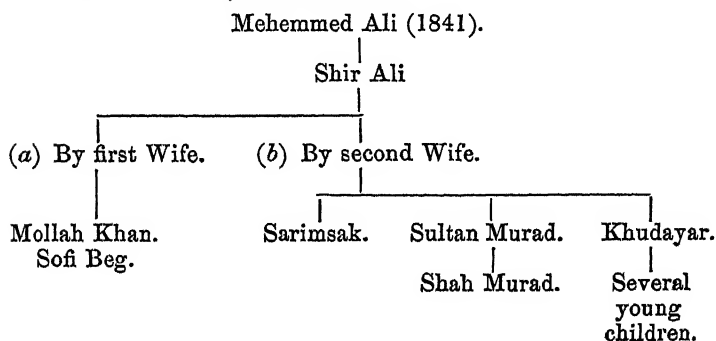 Mehemmed Ali (1841).
Shir Ali
(a) By first Wife.
(b) By second Wife.
Mollah Khan.
Sofi Beg.
Sarimsak.
Sultan Murad.
Khudayar.
Shah Murad.
Several
young
children.